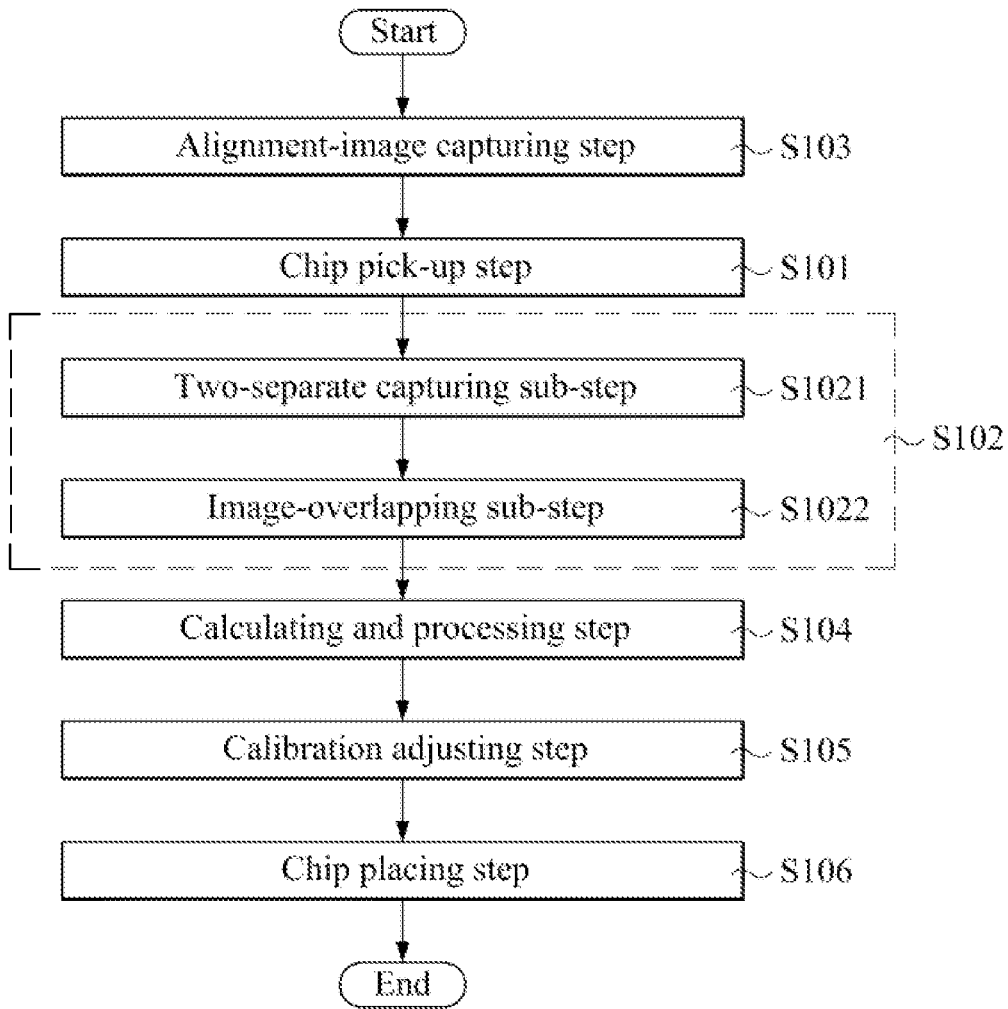 Start
Alignment-image capturing step S103
Chip pick-up step S101
Two-separate capturing sub-step S1021
S102
Image-overlapping sub-step S1022
Calculating and processing step S104
Calibration adjusting step S105
Chip placing step S106
End